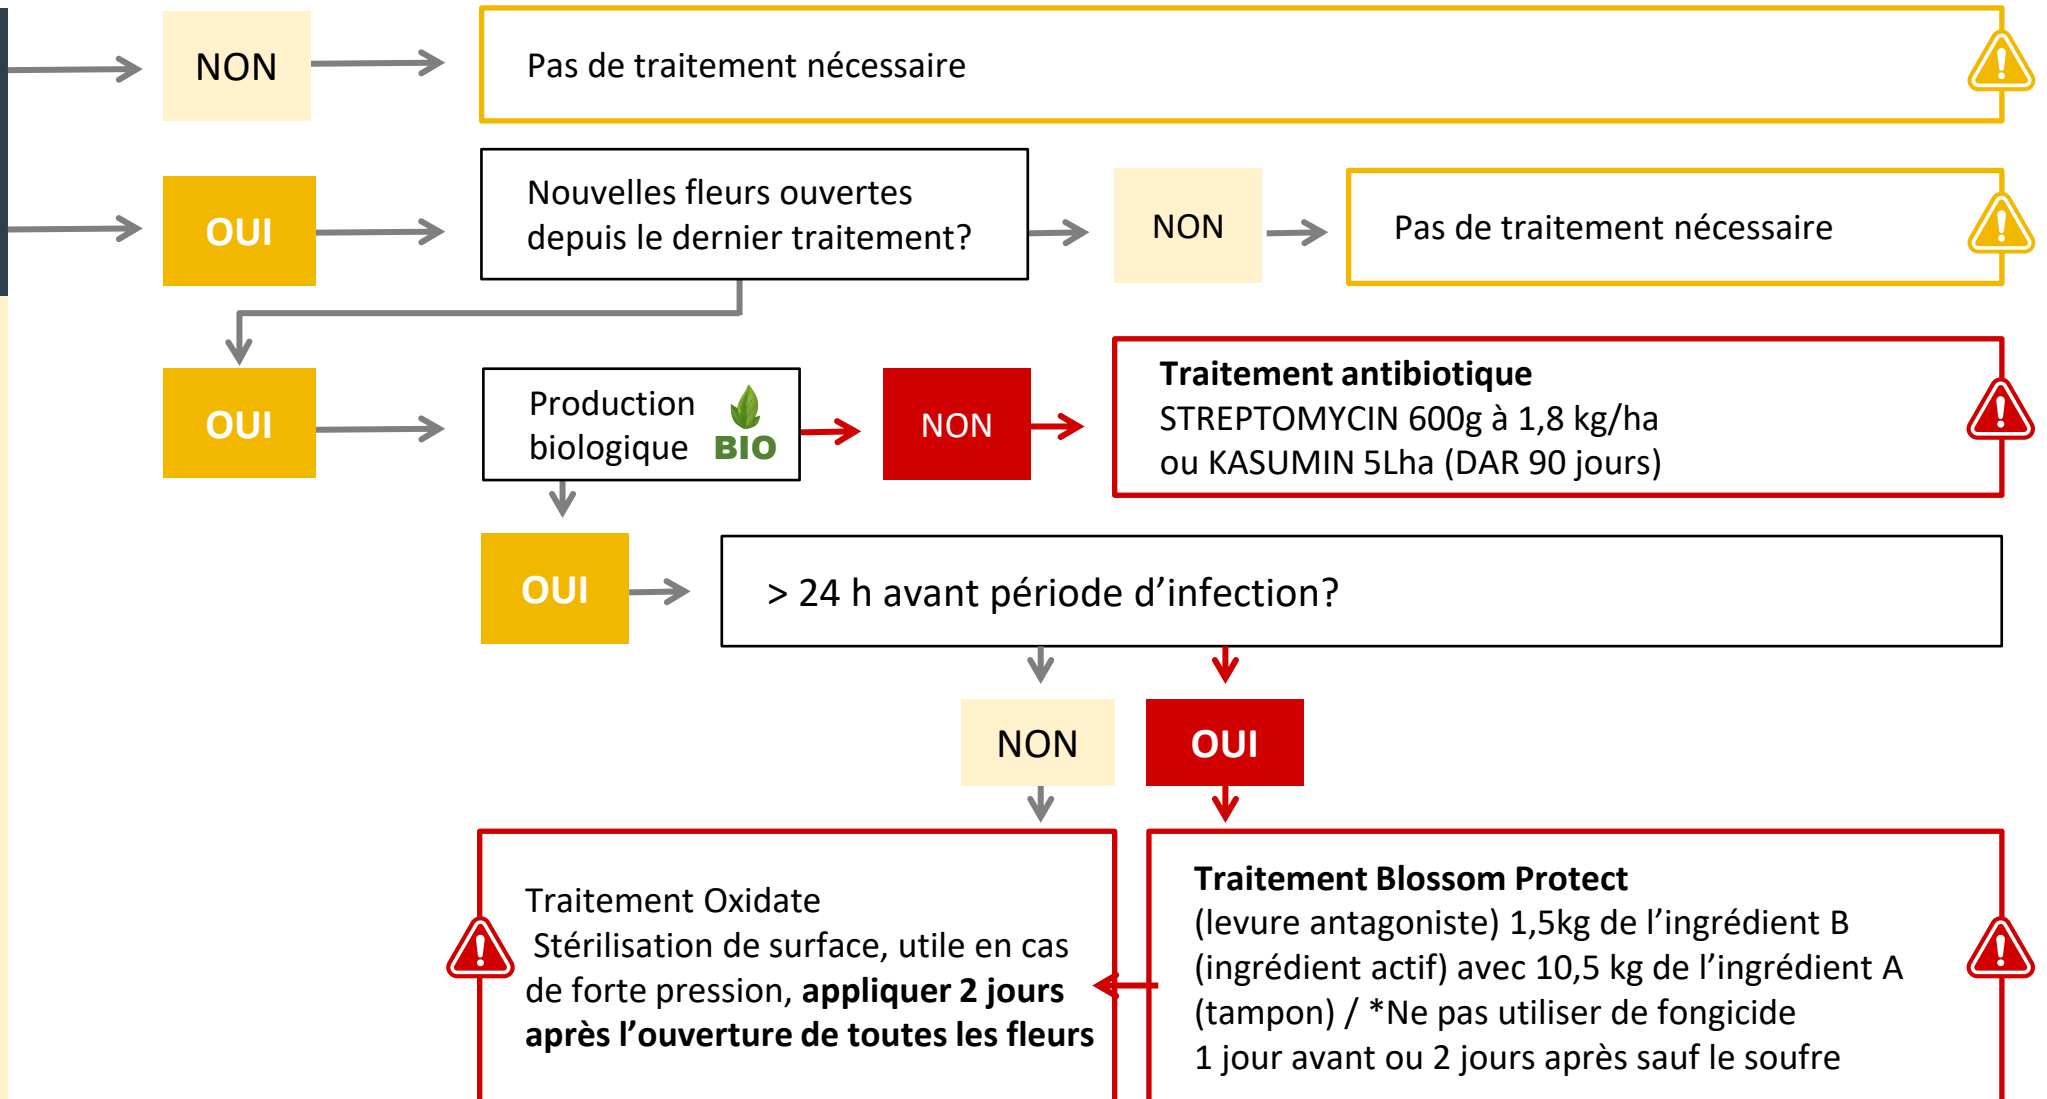 NON
Pas de traitement nécessaire
OUI
Nouvelles fleurs ouvertes
depuis le dernier traitement?
NON
Pas de traitement nécessaire
OUI
Production
biologique
BIO
NON
Traitement antibiotique
STREPTOMYCIN 600g à 1,8 kg/ha
ou KASUMIN 5Lha (DAR 90 jours)
OUI
> 24 h avant période d’infection?
NON
OUI
Traitement Oxidate
Stérilisation de surface, utile en cas
de forte pression, appliquer 2 jours
après l’ouverture de toutes les fleurs
Traitement Blossom Protect
(levure antagoniste) 1,5kg de l’ingrédient B
(ingrédient actif) avec 10,5 kg de l’ingrédient A
(tampon) / *Ne pas utiliser de fongicide
1 jour avant ou 2 jours après sauf le soufre